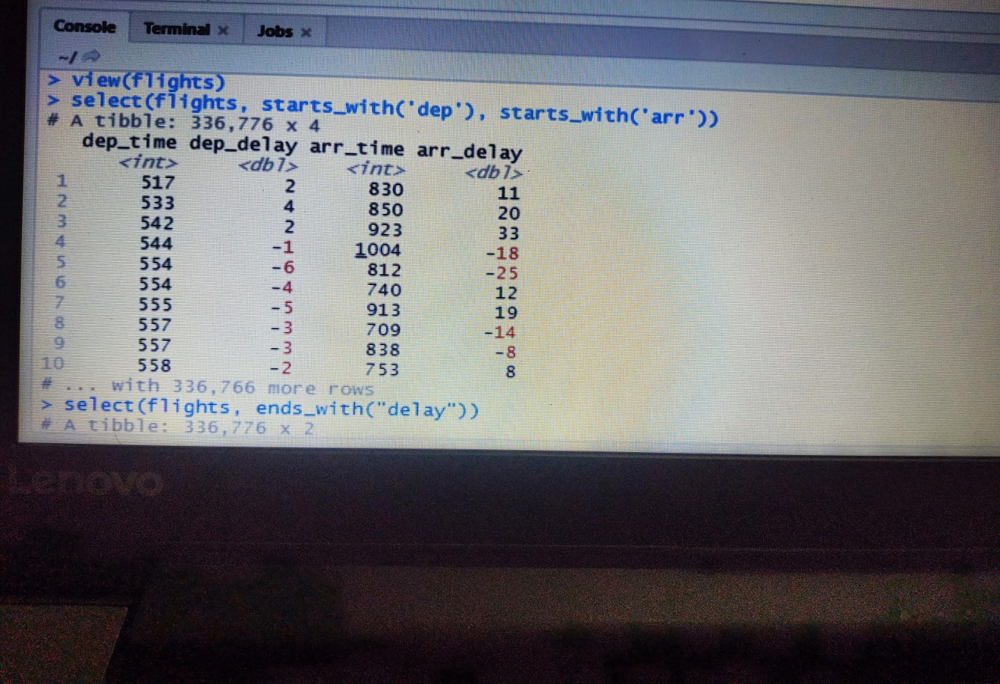 Console Terminal × Jobs ×
~/
> view(flights)
> select(flights, starts_with('dep'), starts_with('arr'))
# A tibble: 336,776 x 4
dep_time dep_delay arr_time arr_delay
<int> <dbl> <int> <dbl>
1 517 2 830 11
2 533 4 850 20
3 542 2 923 33
4 544 -1 1004 -18
5 554 -6 812 -25
6 554 -4 740 12
7 555 -5 913 19
8 557 -3 709 -14
9 557 -3 838 -8
10 558 -2 753 8
# ... with 336,766 more rows
> select(flights, ends_with("delay"))
# A tibble: 336,776 x 2
Lenovo